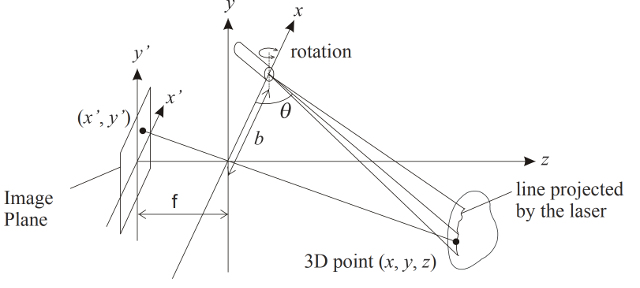 y
x
rotation
y’
x’
(x’, y’)
θ
b
z
f
Image
Plane
line projected
by the laser
3D point (x, y, z)